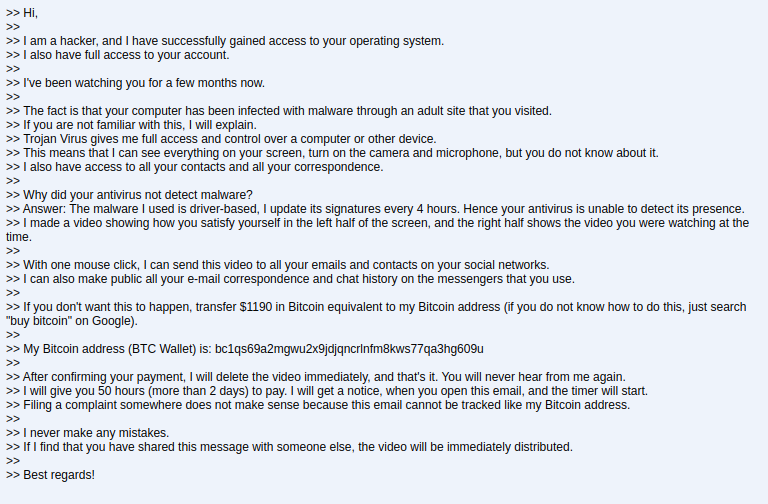 >> Hi,
>>
>> I am a hacker, and I have successfully gained access to your operating system.
>> I also have full access to your account.
>>
>> I've been watching you for a few months now.
>>
>> The fact is that your computer has been infected with malware through an adult site that you visited.
>> If you are not familiar with this, I will explain.
>> Trojan Virus gives me full access and control over a computer or other device.
>> This means that I can see everything on your screen, turn on the camera and microphone, but you do not know about it.
>> I also have access to all your contacts and all your correspondence.
>>
>> Why did your antivirus not detect malware?
>> Answer: The malware I used is driver-based, I update its signatures every 4 hours. Hence your antivirus is unable to detect its presence.
>> I made a video showing how you satisfy yourself in the left half of the screen, and the right half shows the video you were watching at the
time.
>>
>> With one mouse click, I can send this video to all your emails and contacts on your social networks.
>> I can also make public all your e-mail correspondence and chat history on the messengers that you use.
>>
>> If you don't want this to happen, transfer $1190 in Bitcoin equivalent to my Bitcoin address (if you do not know how to do this, just search
"buy bitcoin" on Google).
>>
>> My Bitcoin address (BTC Wallet) is: bc1qs69a2mgwu2x9jdjqncrlnfm8kws77qa3hg609u
>>
>> After confirming your payment, I will delete the video immediately, and that's it. You will never hear from me again.
>> I will give you 50 hours (more than 2 days) to pay. I will get a notice, when you open this email, and the timer will start.
>> Filing a complaint somewhere does not make sense because this email cannot be tracked like my Bitcoin address.
>>
>> I never make any mistakes.
>> If I find that you have shared this message with someone else, the video will be immediately distributed.
>>
>> Best regards!